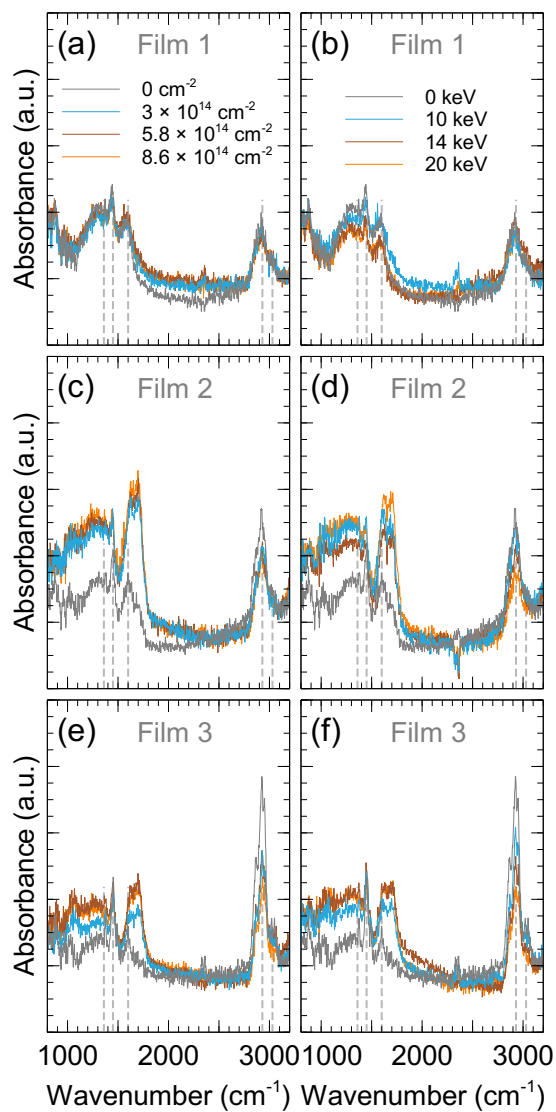 (a) Film 1
0 cm⁻²
3 × 10¹⁴ cm⁻²
5.8 × 10¹⁴ cm⁻²
8.6 × 10¹⁴ cm⁻²
Absorbance (a.u.)
(b) Film 1
0 keV
10 keV
14 keV
20 keV
(c) Film 2
Absorbance (a.u.)
(d) Film 2
(e) Film 3
Absorbance (a.u.)
(f) Film 3
1000 2000 3000
1000 2000 3000
Wavenumber (cm⁻¹)
Wavenumber (cm⁻¹)